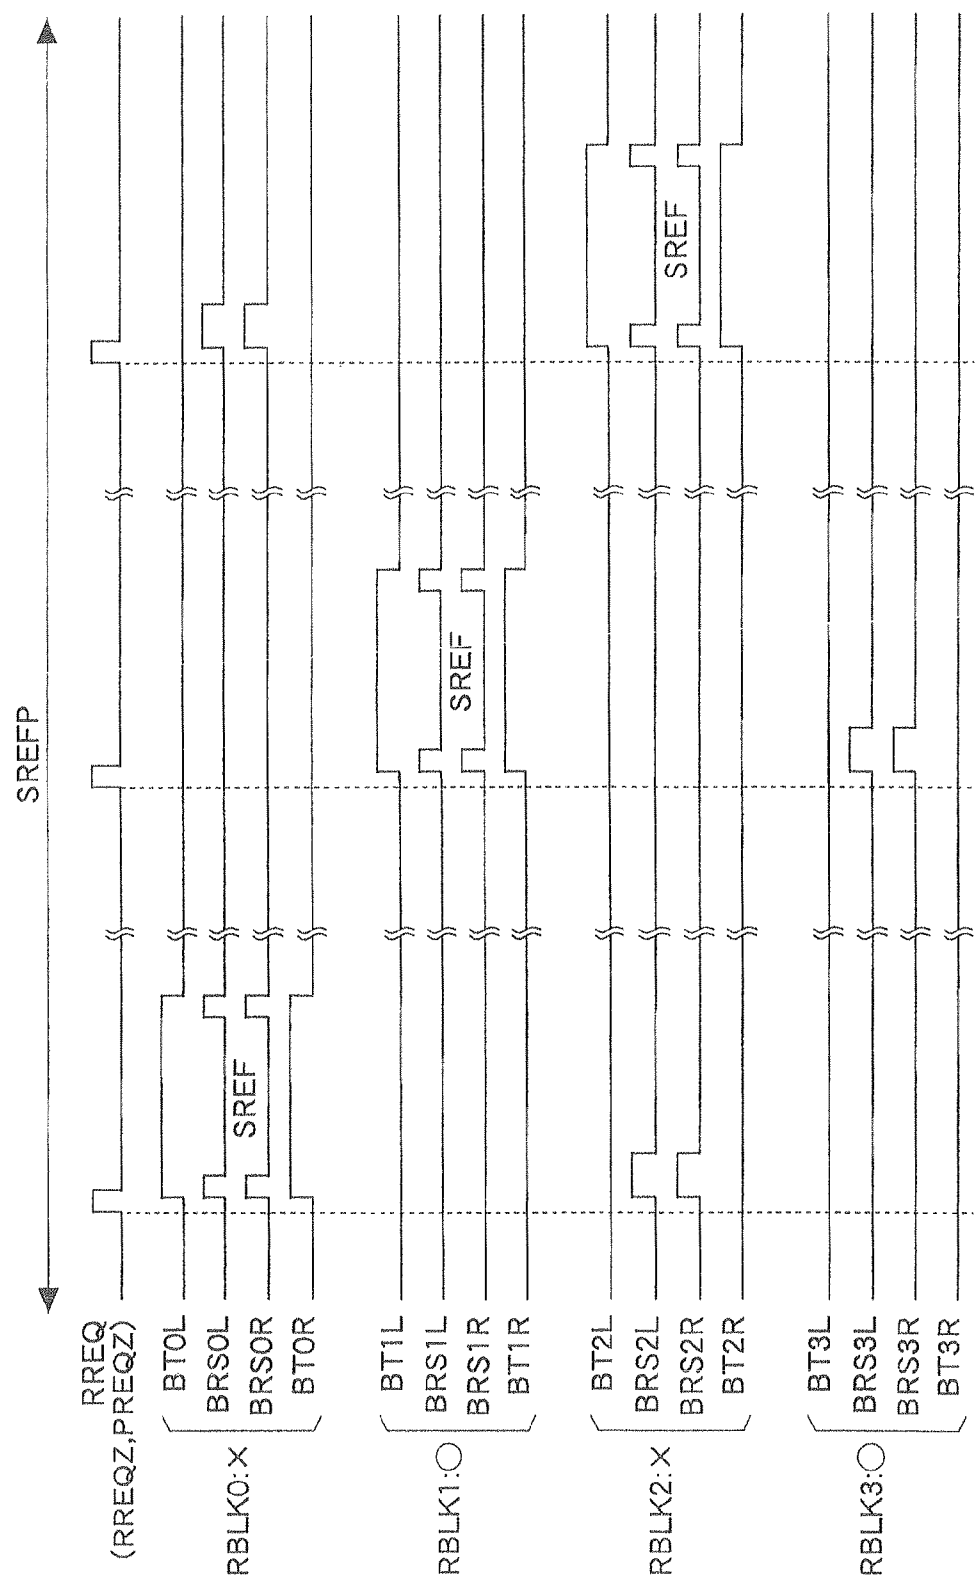 SREFP
RREQ
(RREQZ,PREQZ)
RBLK0:×
BT0L
BRS0L
BRS0R
BT0R
SREF
RBLK1:○
BT1L
BRS1L
BRS1R
BT1R
SREF
RBLK2:×
BT2L
BRS2L
BRS2R
BT2R
SREF
RBLK3:○
BT3L
BRS3L
BRS3R
BT3R